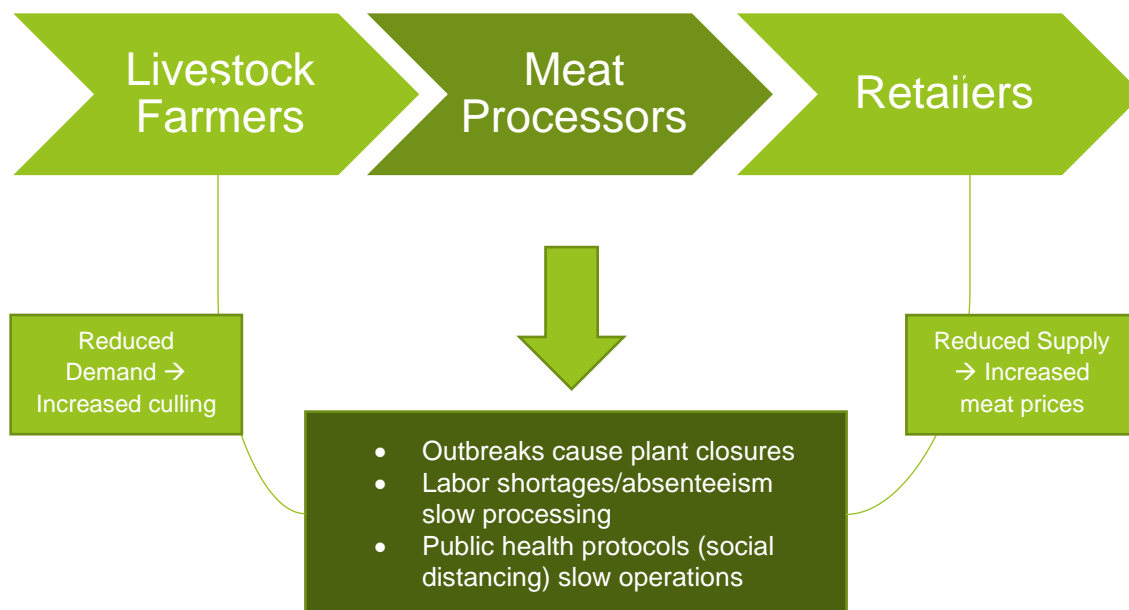 Livestock
Farmers
Meat
Processors
Retailers
Reduced
Demand →
Increased culling
Reduced Supply
→ Increased
meat prices
• Outbreaks cause plant closures
• Labor shortages/absenteeism
slow processing
• Public health protocols (social
distancing) slow operations